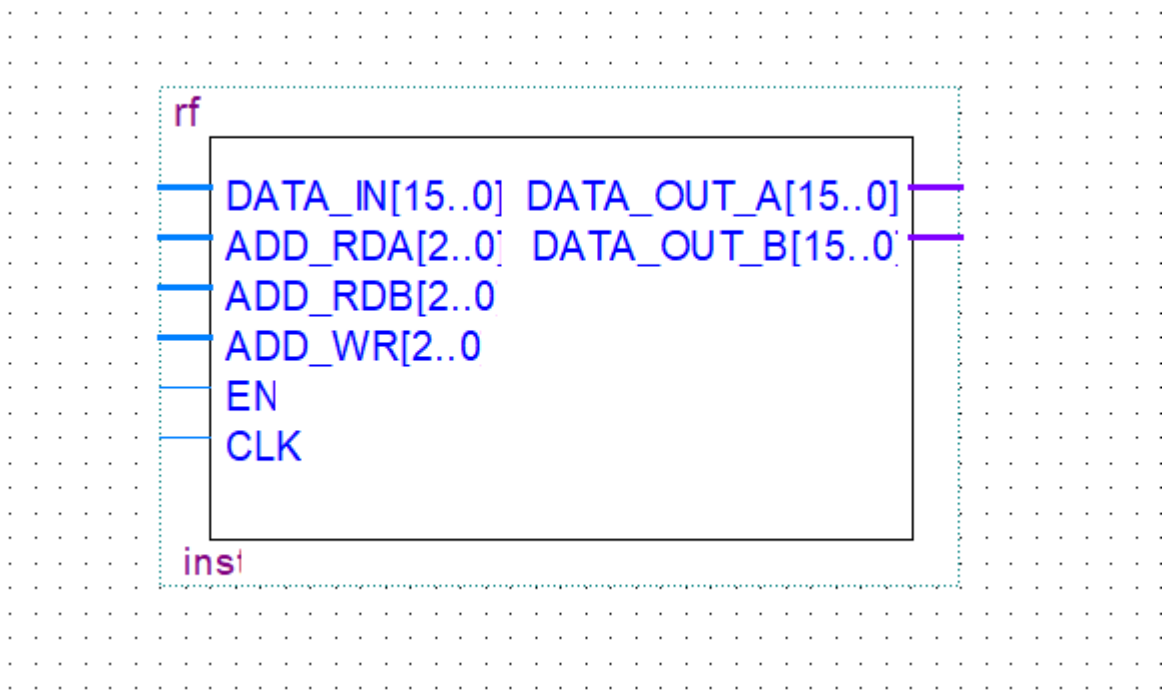 rf
DATA_IN[15..0] DATA_OUT_A[15..0]
ADD_RDA[2..0] DATA_OUT_B[15..0]
ADD_RDB[2..0
ADD_WR[2..0
EN
CLK
inst